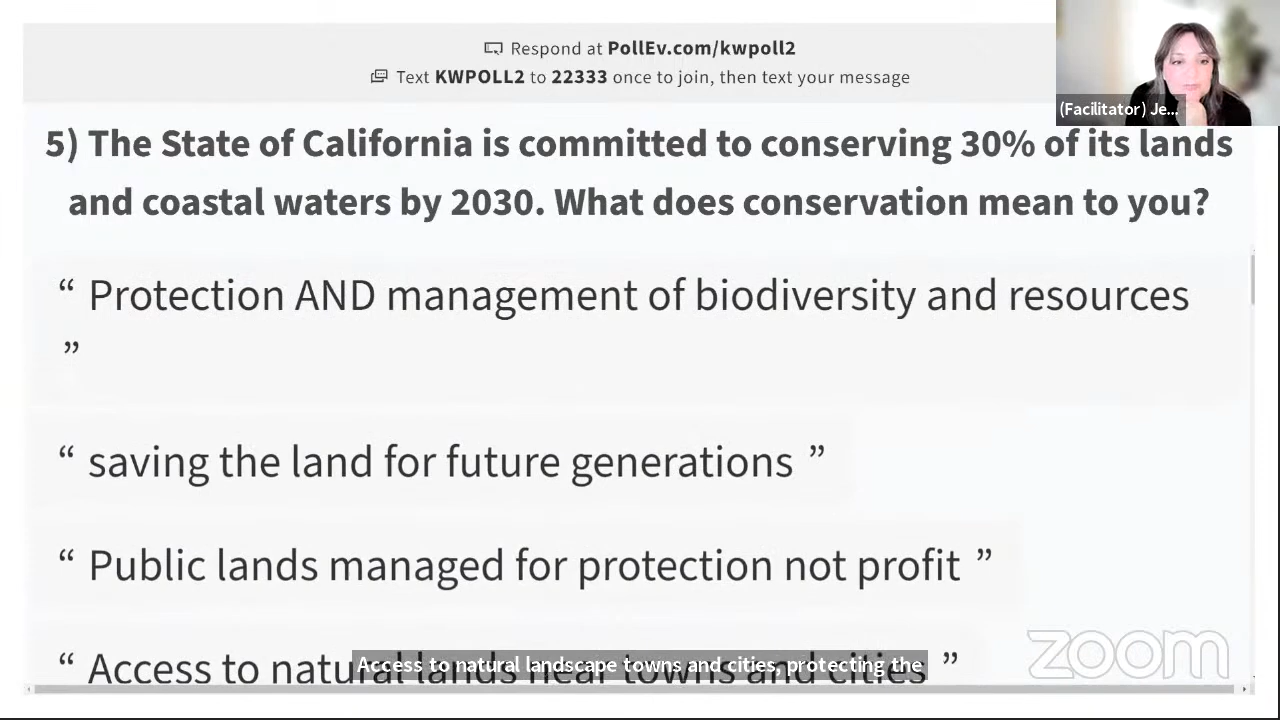 Respond at PollEv.com/kwpoll2
Text KWPOLL2 to 22333 once to join, then text your message
(Facilitator) Je...
5) The State of California is committed to conserving 30% of its lands
and coastal waters by 2030. What does conservation mean to you?
“ Protection AND management of biodiversity and resources
”
“ saving the land for future generations ”
“ Public lands managed for protection not profit ”
“ Access to natural lands near towns and cities ”
Access to natural landscape towns and cities, protecting the
zoom